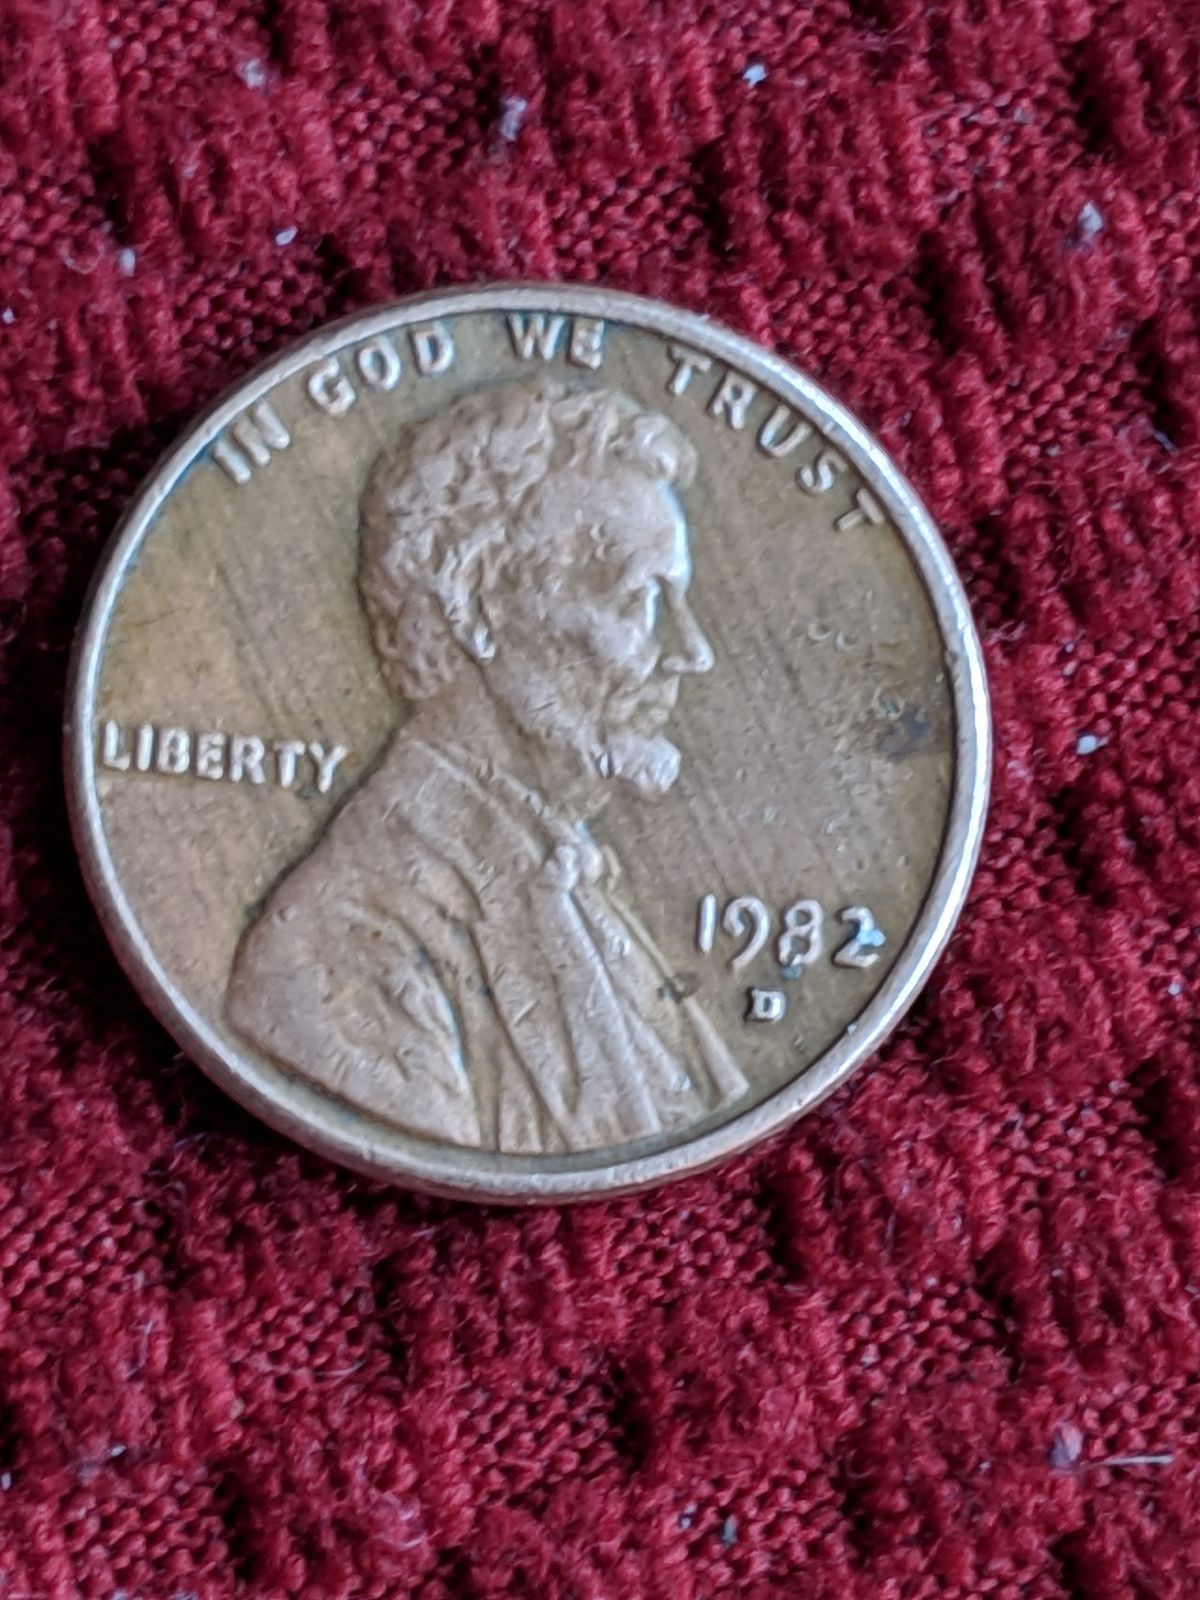 IN GOD WE TRUST
LIBERTY
1982
D